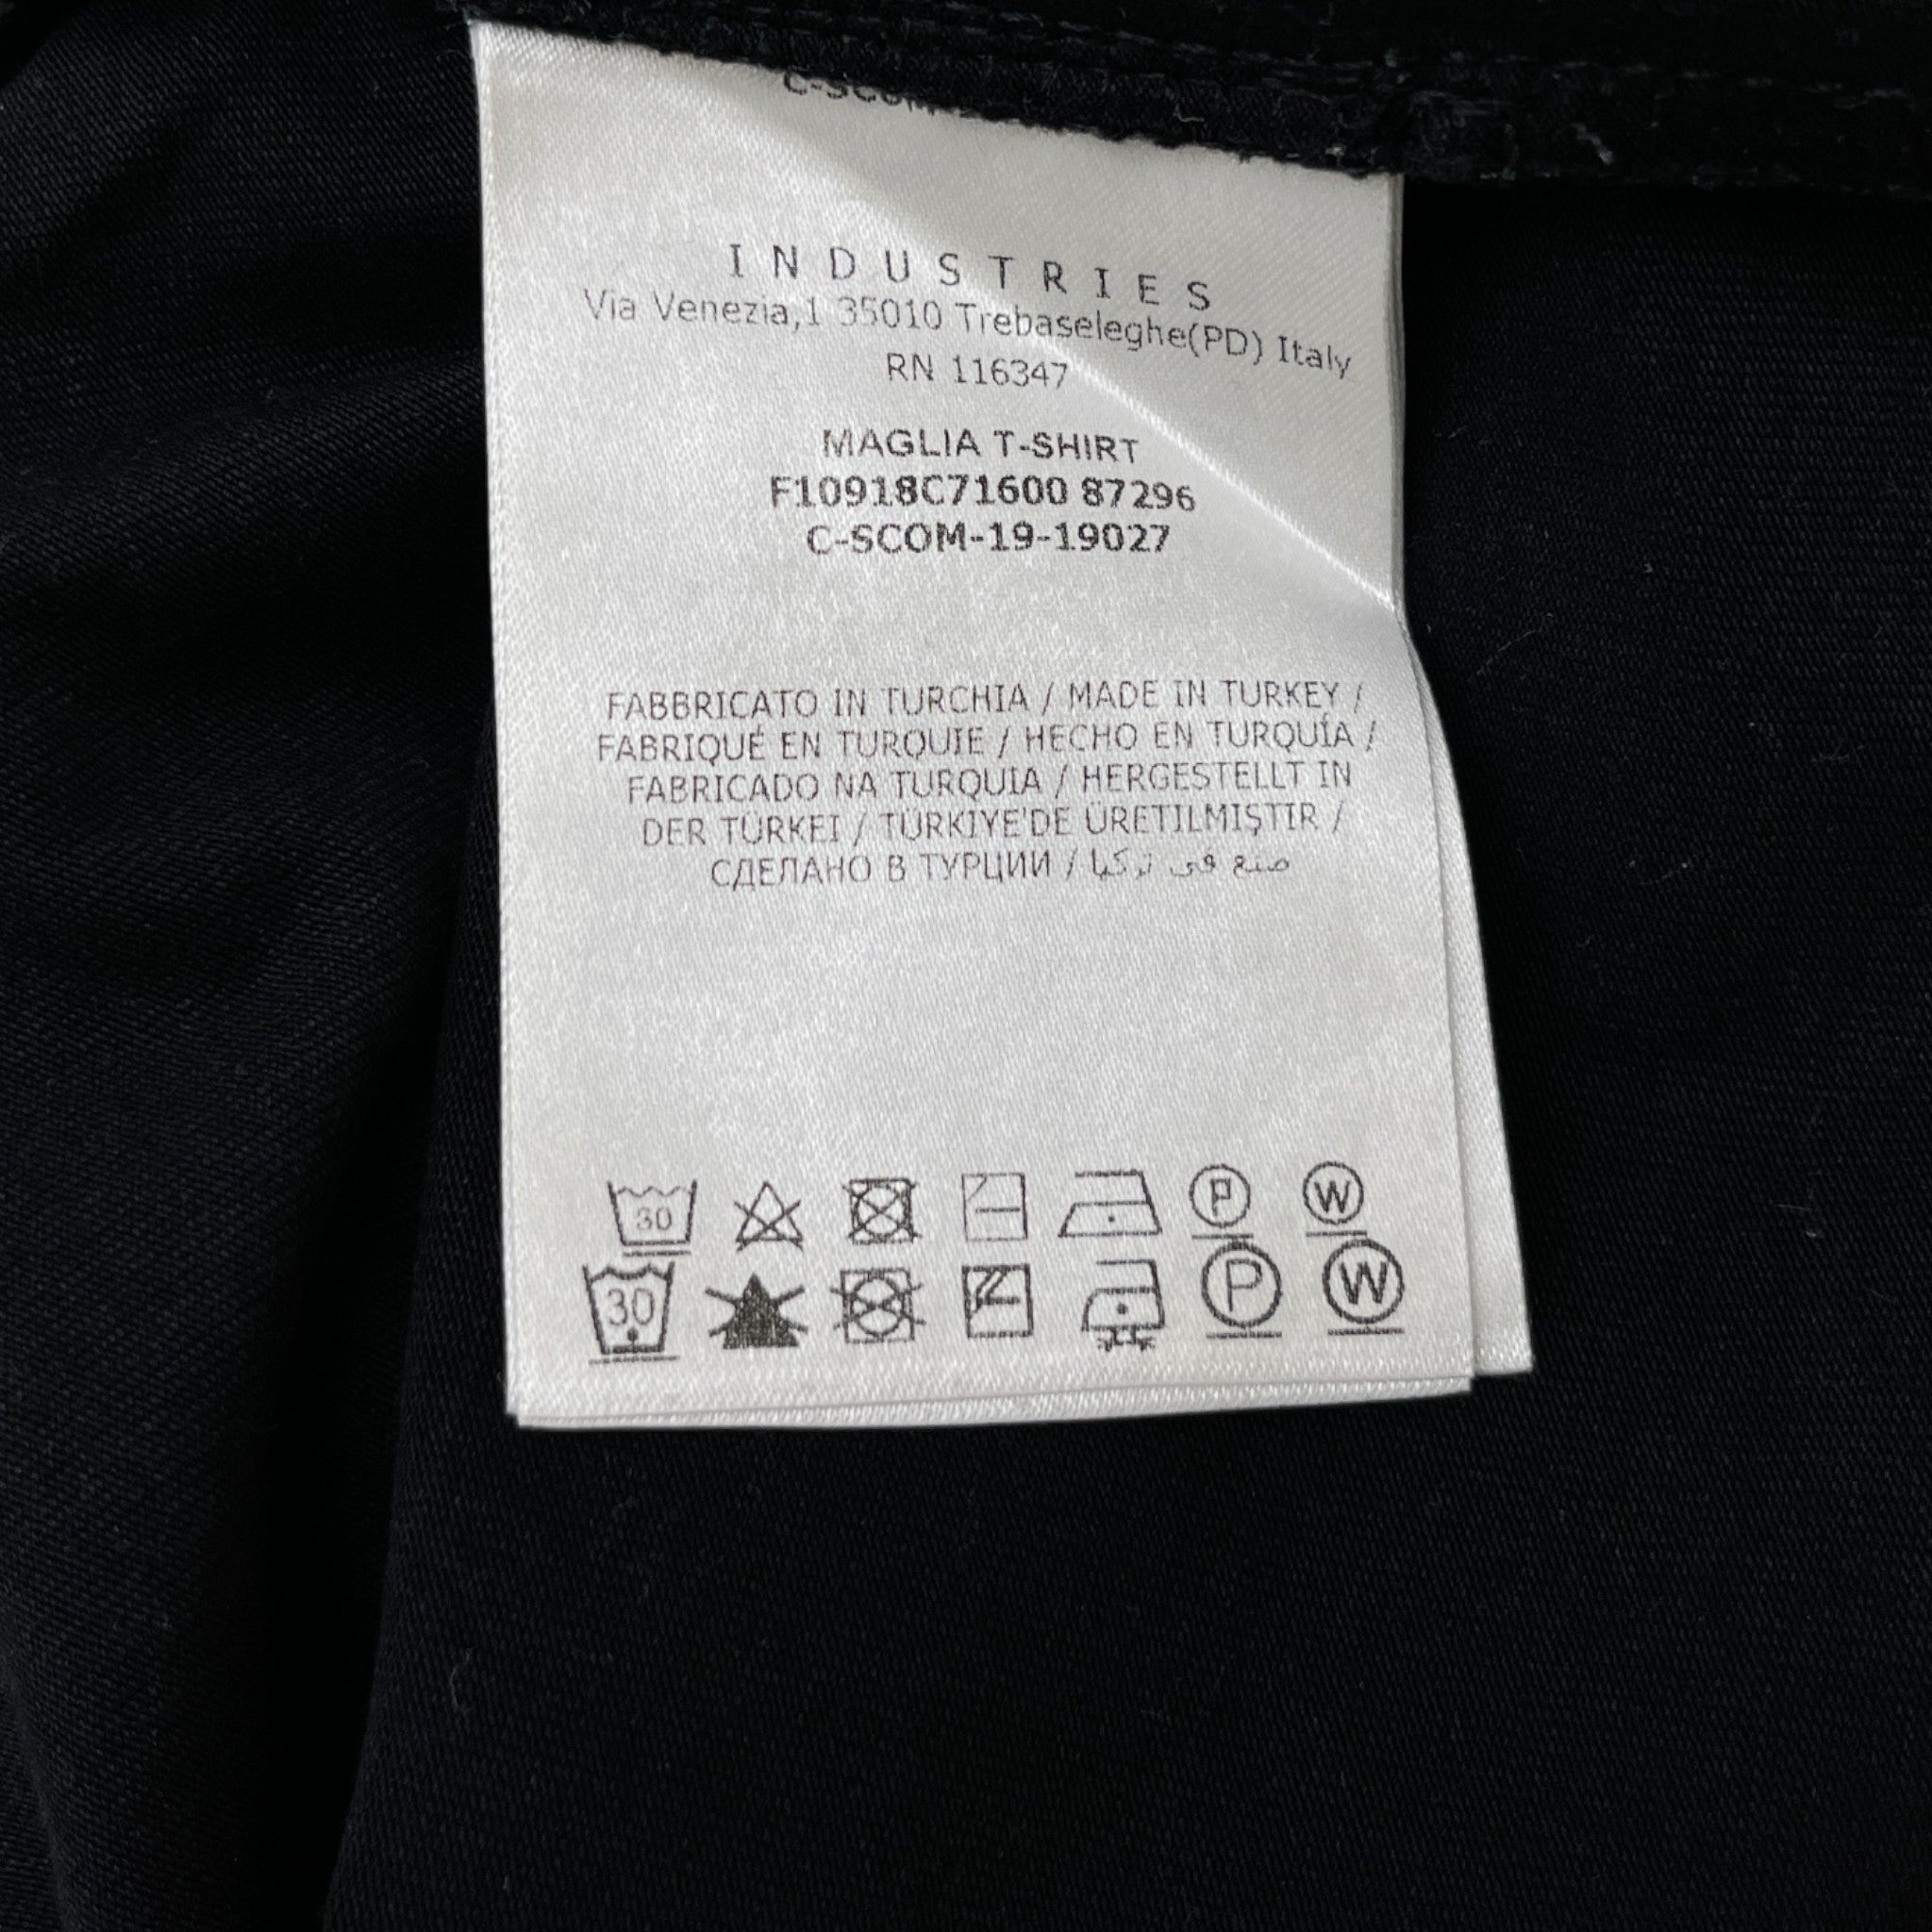 C-SCOM
I N D U S T R I E S
Via Venezia,1 35010 Trebaseleghe(PD) Italy
RN 116347
MAGLIA T-SHIRT
F10918C71600 87296
C-SCOM-19-19027
FABBRICATO IN TURCHIA / MADE IN TURKEY /
FABRIQUÉ EN TURQUIE / HECHO EN TURQUÍA /
FABRICADO NA TURQUIA / HERGESTELLT IN
DER TÜRKEI / TÜRKIYE'DE ÜRETILMIŞTIR /
СДЕЛАНО В ТУРЦИИ / صنع في تركيا
30 P W
30 P W